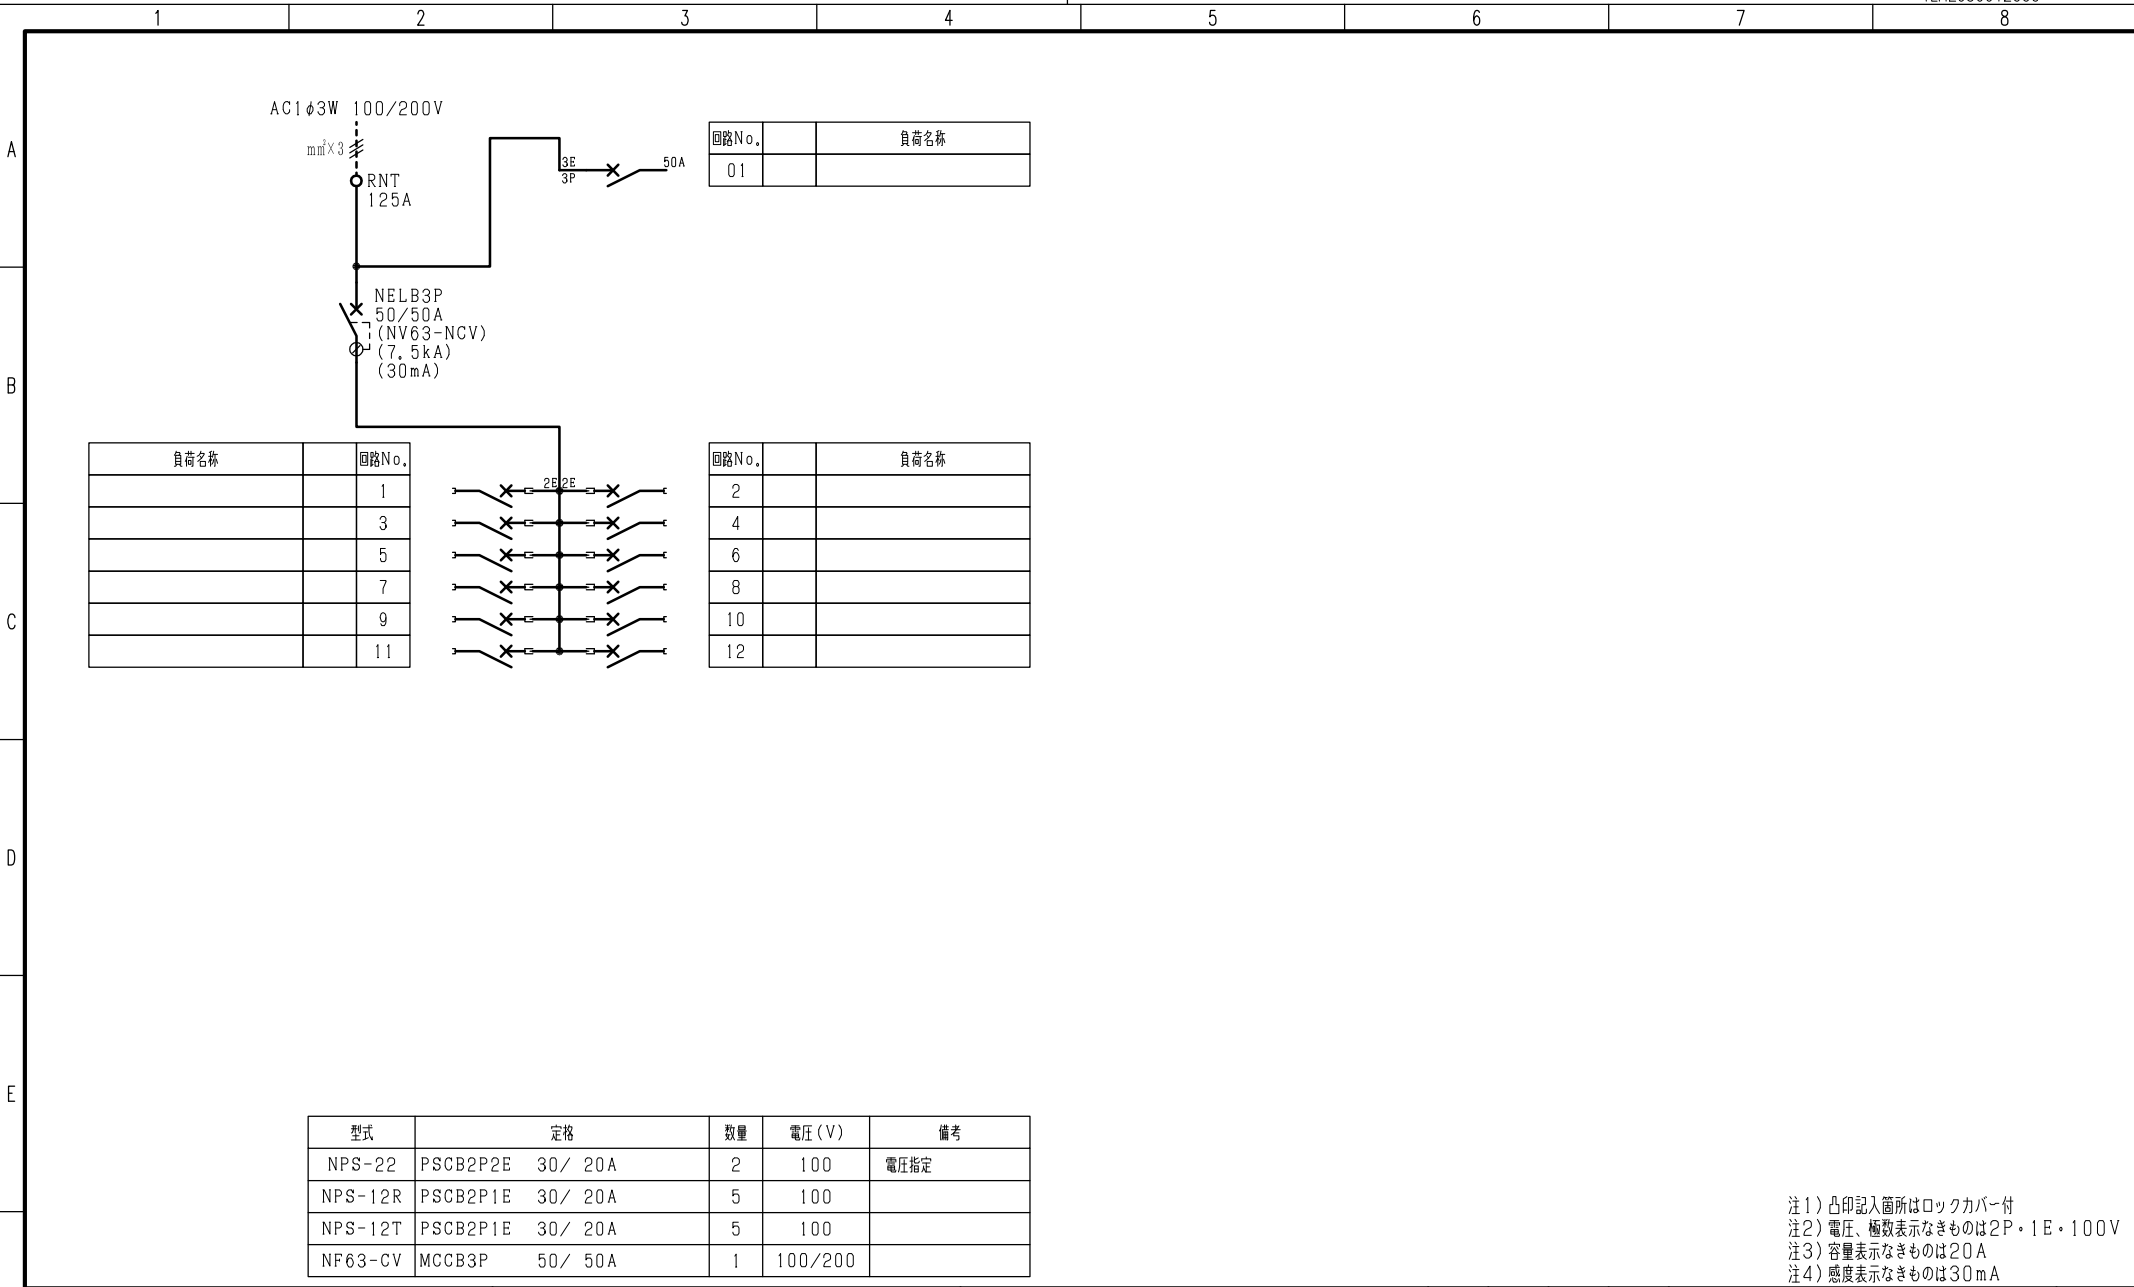 1 2 3 4 5 6 7 8
A
B
C
D
E
AC1φ3W 100/200V
mm²×3
RNT
125A
3E
3P
50A
回路No. 負荷名称
01
NELB3P
50/50A
(NV63-NCV)
(7.5kA)
(30mA)
負荷名称 回路No.
1
3
5
7
9
11
2E 2E
回路No. 負荷名称
2
4
6
8
10
12
型式 定格 数量 電圧(V) 備考
NPS-22 PSCB2P2E 30/ 20A 2 100 電圧指定
NPS-12R PSCB2P1E 30/ 20A 5 100
NPS-12T PSCB2P1E 30/ 20A 5 100
NF63-CV MCCB3P 50/ 50A 1 100/200
注1)凸印記入箇所はロックカバー付
注2)電圧、極数表示なきものは2P・1E・100V
注3)容量表示なきものは20A
注4)感度表示なきものは30mA